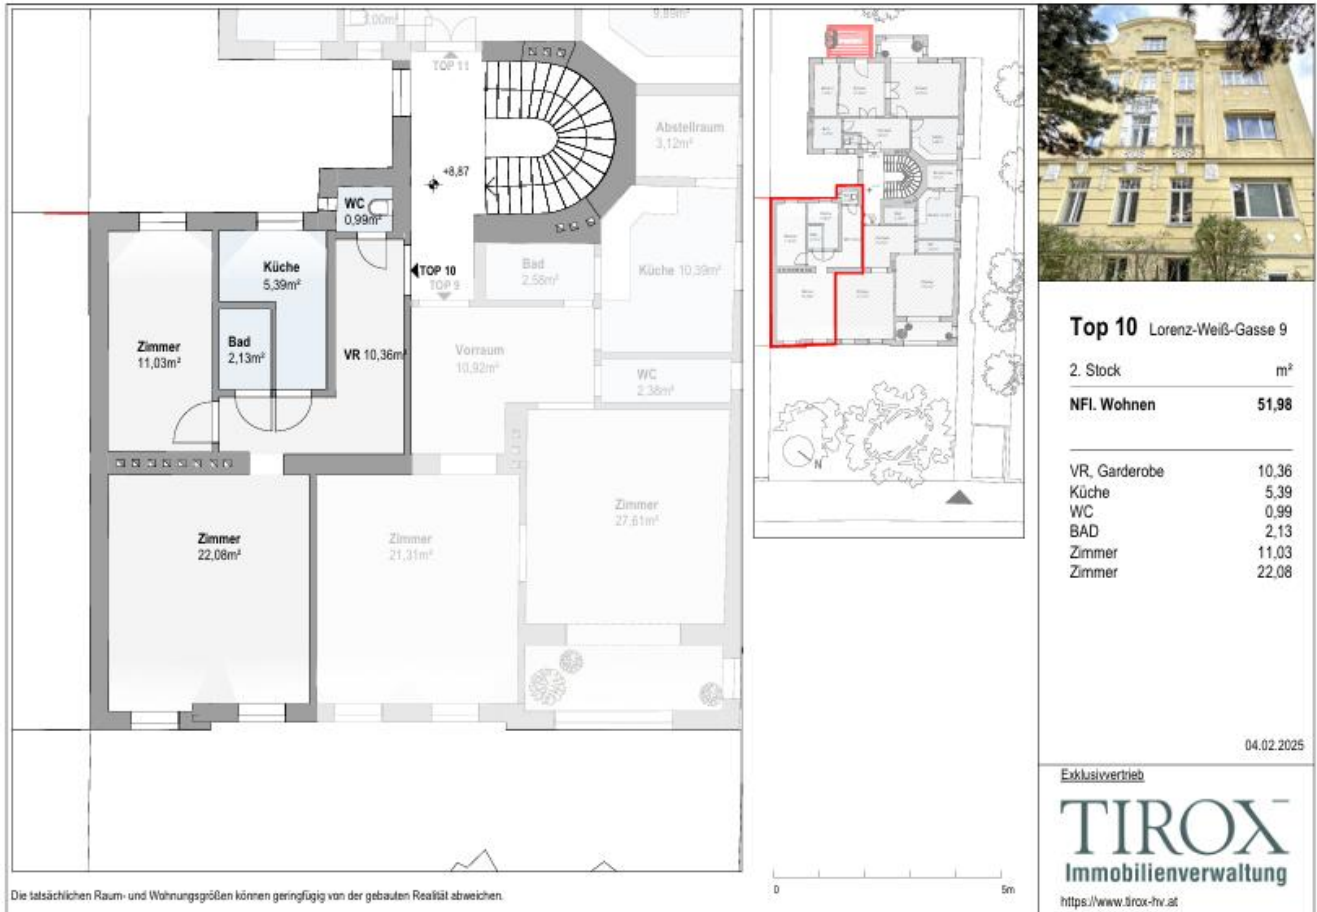 1,00m²
9,89m²
TOP 11
Abstellraum
3,12m²
+8,87
WC
0,99m²
TOP 10
TOP 9
Küche
5,39m²
Bad
2,58m²
Küche 10,39m²
Zimmer
11,03m²
Bad
2,13m²
VR 10,36m²
Vorraum
10,92m²
WC
2,38m²
Zimmer
22,08m²
Zimmer
21,31m²
Zimmer
27,61m²
N
Top 10 Lorenz-Weiß-Gasse 9
2. Stock m²
NFl. Wohnen 51,98
VR, Garderobe 10,36
Küche 5,39
WC 0,99
BAD 2,13
Zimmer 11,03
Zimmer 22,08
04.02.2025
Exklusivvertrieb
TIROX
Immobilienverwaltung
https://www.tirox-hv.at
0 5m
Die tatsächlichen Raum- und Wohnungsgrößen können geringfügig von der gebauten Realität abweichen.